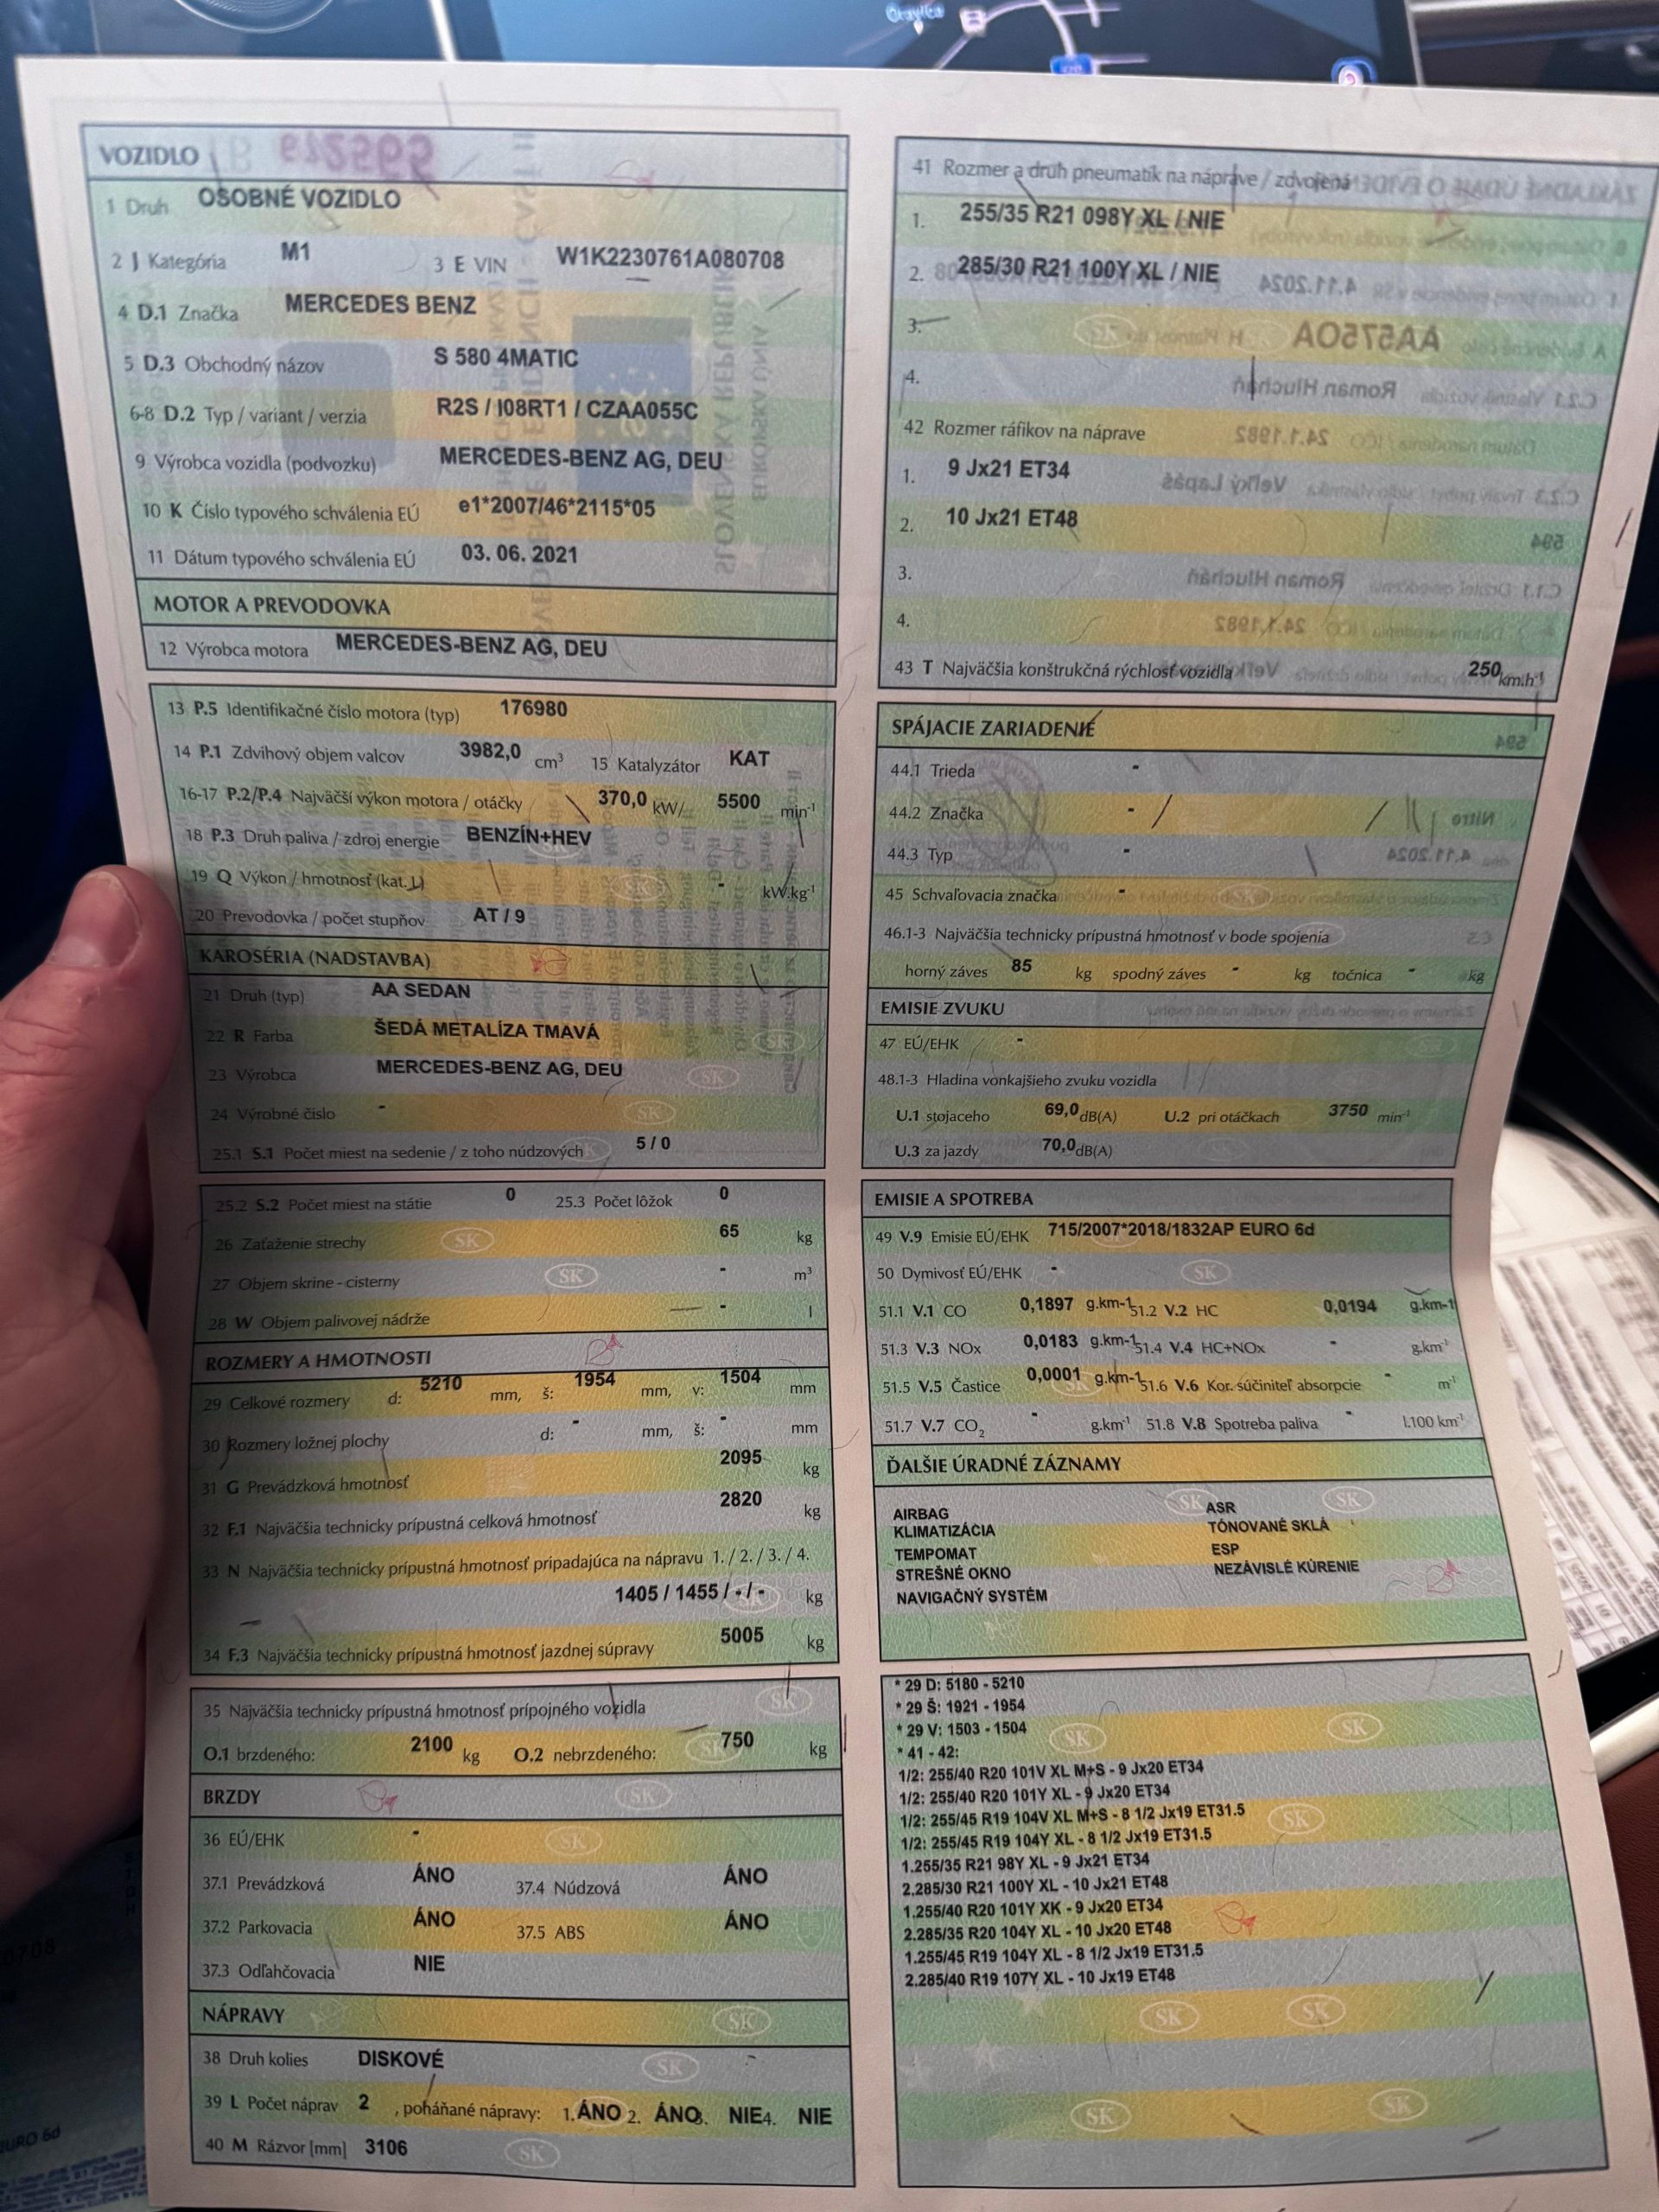 VOZIDLO
1 Druh OSOBNÉ VOZIDLO
2 J Kategória M1 3 E VIN W1K2230761A080708
4 D.1 Značka MERCEDES BENZ
5 D.3 Obchodný názov S 580 4MATIC
6-8 D.2 Typ / variant / verzia R2S / I08RT1 / CZAA055C
9 Výrobca vozidla (podvozku) MERCEDES-BENZ AG, DEU
10 K Číslo typového schválenia EÚ e1*2007/46*2115*05
11 Dátum typového schválenia EÚ 03. 06. 2021
MOTOR A PREVODOVKA
12 Výrobca motora MERCEDES-BENZ AG, DEU
13 P.5 Identifikačné číslo motora (typ) 176980
14 P.1 Zdvihový objem valcov 3982,0 cm³ 15 Katalyzátor KAT
16-17 P.2/P.4 Najväčší výkon motora / otáčky 370,0 kW/ 5500 min⁻¹
18 P.3 Druh paliva / zdroj energie BENZÍN+HEV
19 Q Výkon / hmotnosť (kat. L) - kW.kg⁻¹
20 Prevodovka / počet stupňov AT / 9
KAROSÉRIA (NADSTAVBA)
21 Druh (typ) AA SEDAN
22 R Farba ŠEDÁ METALÍZA TMAVÁ
23 Výrobca MERCEDES-BENZ AG, DEU
24 Výrobné číslo -
25.1 S.1 Počet miest na sedenie / z toho núdzových 5 / 0
25.2 S.2 Počet miest na státie 0 25.3 Počet lôžok 0
26 Zaťaženie strechy 65 kg
27 Objem skrine - cisterny - m³
28 W Objem palivovej nádrže - l
ROZMERY A HMOTNOSTI
29 Celkové rozmery d: 5210 mm, š: 1954 mm, v: 1504 mm
30 Rozmery ložnej plochy d: - mm, š: - mm
31 G Prevádzková hmotnosť 2095 kg
32 F.1 Najväčšia technicky prípustná celková hmotnosť 2820 kg
33 N Najväčšia technicky prípustná hmotnosť pripadajúca na nápravu 1. / 2. / 3. / 4.
1405 / 1455 / - / - kg
34 F.3 Najväčšia technicky prípustná hmotnosť jazdnej súpravy 5005 kg
35 Najväčšia technicky prípustná hmotnosť prípojného vozidla
O.1 brzdeného: 2100 kg O.2 nebrzdeného: 750 kg
BRZDY
36 EÚ/EHK -
37.1 Prevádzková ÁNO 37.4 Núdzová ÁNO
37.2 Parkovacia ÁNO 37.5 ABS ÁNO
37.3 Odľahčovacia NIE
NÁPRAVY
38 Druh kolies DISKOVÉ
39 L Počet náprav 2 , poháňané nápravy: 1. ÁNO 2. ÁNO 3. NIE 4. NIE
40 M Rázvor [mm] 3106
41 Rozmer a druh pneumatík na náprave / zdvojená
1. 255/35 R21 098Y XL / NIE
2. 285/30 R21 100Y XL / NIE
3.
4.
42 Rozmer ráfikov na náprave
1. 9 Jx21 ET34
2. 10 Jx21 ET48
3.
4.
43 T Najväčšia konštrukčná rýchlosť vozidla 250 km.h⁻¹
SPÁJACIE ZARIADENIE
44.1 Trieda -
44.2 Značka -
44.3 Typ -
45 Schvaľovacia značka -
46.1-3 Najväčšia technicky prípustná hmotnosť v bode spojenia
horný záves 85 kg spodný záves - kg točnica - kg
EMISIE ZVUKU
47 EÚ/EHK -
48.1-3 Hladina vonkajšieho zvuku vozidla
U.1 stojaceho 69,0 dB(A) U.2 pri otáčkach 3750 min⁻¹
U.3 za jazdy 70,0 dB(A)
EMISIE A SPOTREBA
49 V.9 Emisie EÚ/EHK 715/2007*2018/1832AP EURO 6d
50 Dymivosť EÚ/EHK -
51.1 V.1 CO 0,1897 g.km-1 51.2 V.2 HC 0,0194 g.km-1
51.3 V.3 NOx 0,0183 g.km-1 51.4 V.4 HC+NOx - g.km⁻¹
51.5 V.5 Častice 0,0001 g.km-1 51.6 V.6 Kor. súčiniteľ absorpcie - m⁻¹
51.7 V.7 CO₂ - g.km⁻¹ 51.8 V.8 Spotreba paliva - l.100 km⁻¹
ĎALŠIE ÚRADNÉ ZÁZNAMY
AIRBAG ASR
KLIMATIZÁCIA TÓNOVANÉ SKLÁ
TEMPOMAT ESP
STREŠNÉ OKNO NEZÁVISLÉ KÚRENIE
NAVIGAČNÝ SYSTÉM
* 29 D: 5180 - 5210
* 29 Š: 1921 - 1954
* 29 V: 1503 - 1504
* 41 - 42:
1/2: 255/40 R20 101V XL M+S - 9 Jx20 ET34
1/2: 255/40 R20 101Y XL - 9 Jx20 ET34
1/2: 255/45 R19 104V XL M+S - 8 1/2 Jx19 ET31.5
1/2: 255/45 R19 104Y XL - 8 1/2 Jx19 ET31.5
1.255/35 R21 98Y XL - 9 Jx21 ET34
2.285/30 R21 100Y XL - 10 Jx21 ET48
1.255/40 R20 101Y XK - 9 Jx20 ET34
2.285/35 R20 104Y XL - 10 Jx20 ET48
1.255/45 R19 104Y XL - 8 1/2 Jx19 ET31,5
2.285/40 R19 107Y XL - 10 Jx19 ET48